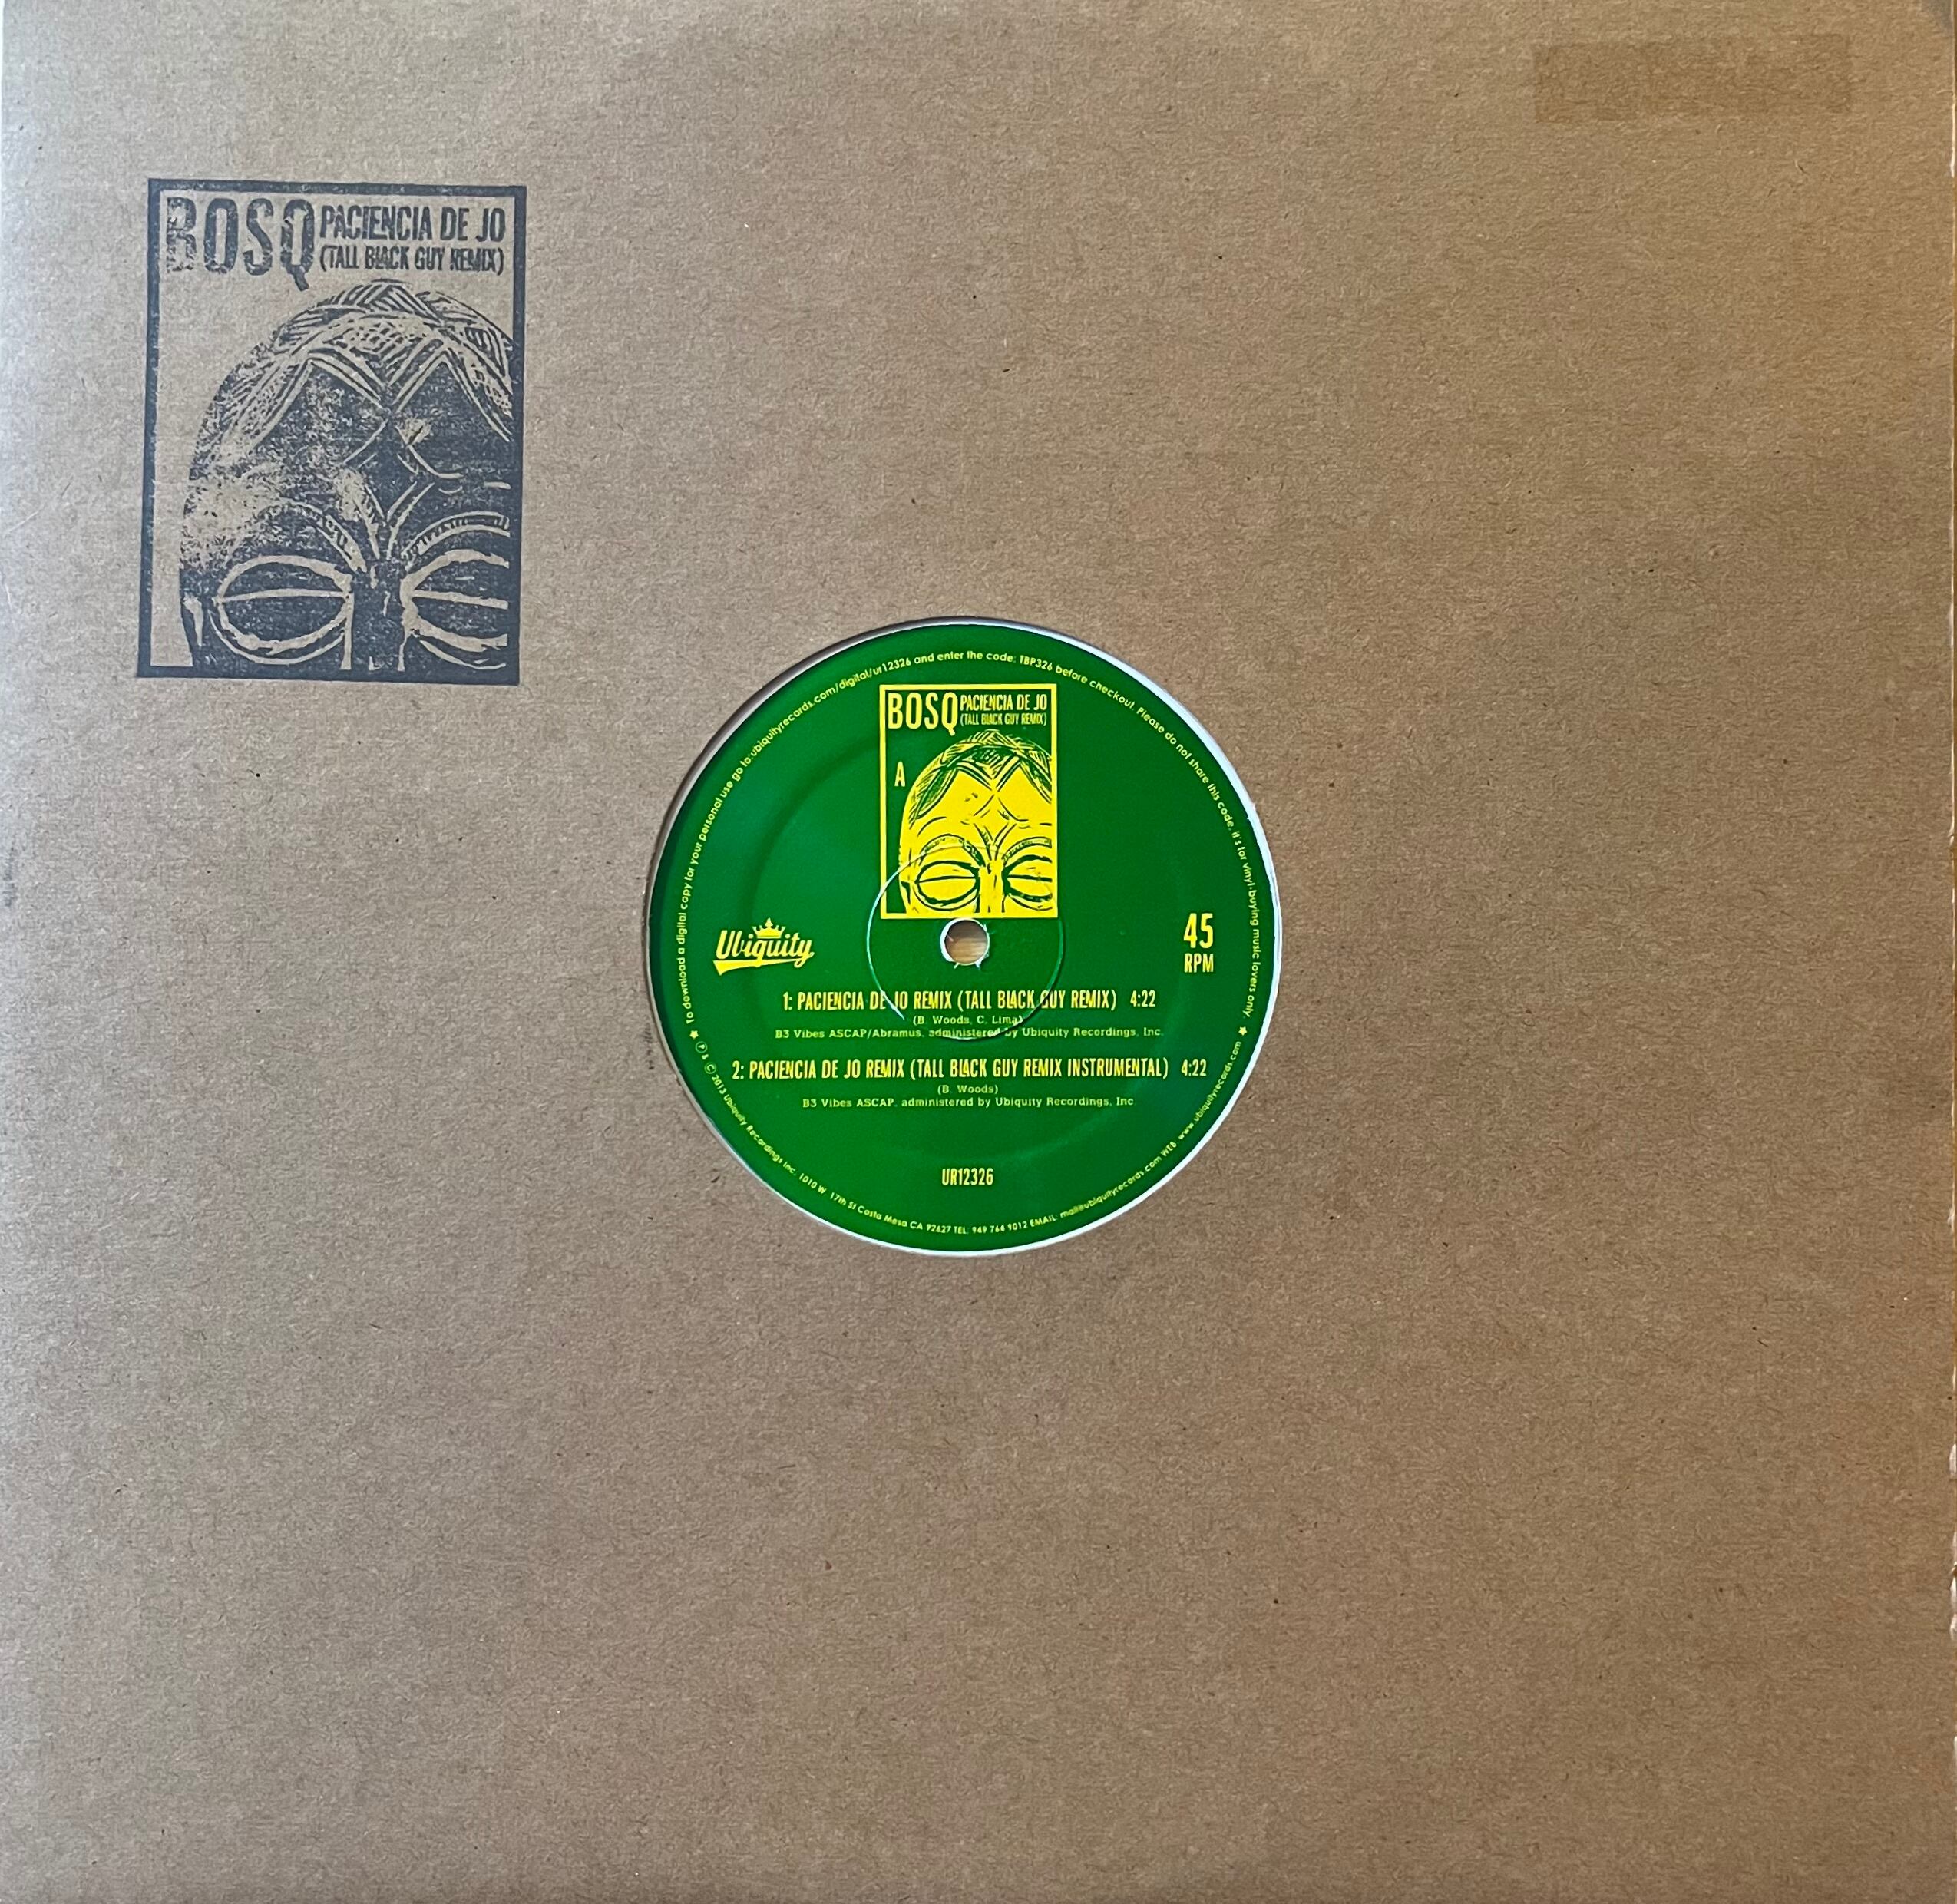 BOSQ PACIENCIA DE JO
(TALL BLACK GUY REMIX)
To download a digital copy for your personal use go to:ubiquityrecords.com/digital/ur12326 and enter the code: TBP326 before checkout. Please do not share this code, it's for vinyl-buying music lovers only.
BOSQ PACIENCIA DE JO
(TALL BLACK GUY REMIX)
A
Ubiquity
45
RPM
1: PACIENCIA DE JO REMIX (TALL BLACK GUY REMIX) 4:22
(B. Woods, C. Lima)
B3 Vibes ASCAP/Abramus, administered by Ubiquity Recordings, Inc.
2: PACIENCIA DE JO REMIX (TALL BLACK GUY REMIX INSTRUMENTAL) 4:22
(B. Woods)
B3 Vibes ASCAP, administered by Ubiquity Recordings, Inc
UR12326
℗ & © 2013 Ubiquity Recordings Inc. 1010 W 17th St Costa Mesa CA 92627 TEL: 949 764 9012 EMAIL: mail@ubiquityrecords.com WEB: www.ubiquityrecords.com